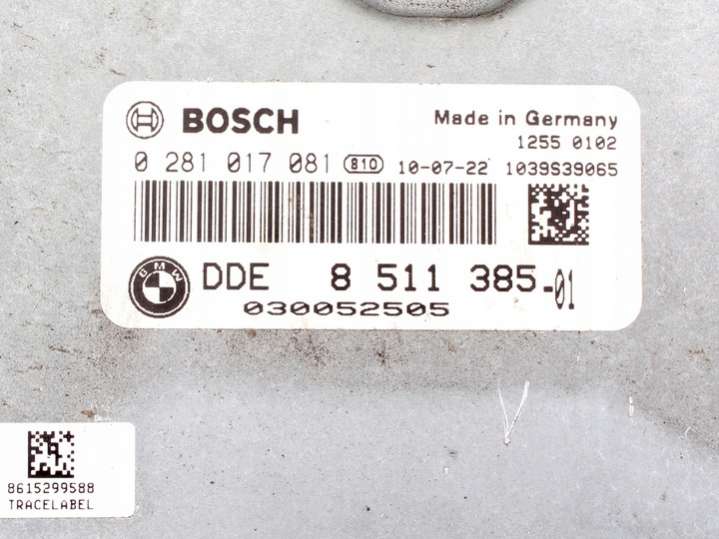 BOSCH Made in Germany
1255 0102
0 281 017 081 810 10-07-22 1039S39065
BMW DDE 8 511 385-01
030052505
8615299588
TRACELABEL